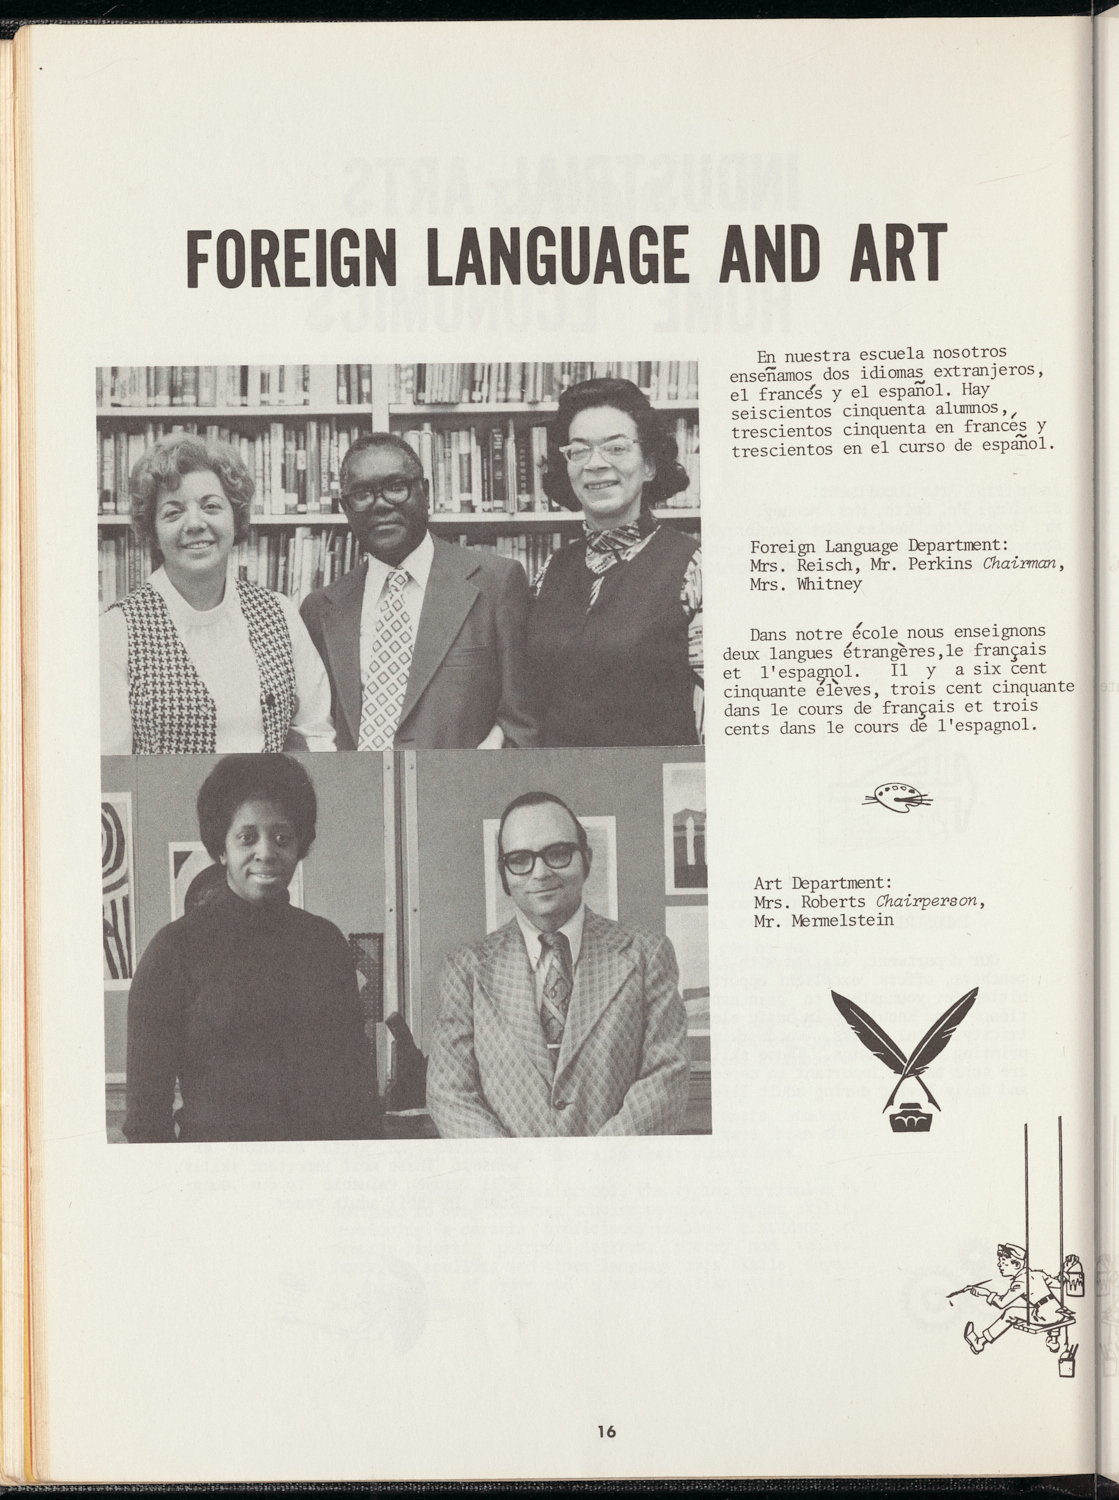 FOREIGN LANGUAGE AND ART
En nuestra escuela nosotros
enseñamos dos idiomas extranjeros,
el francés y el español. Hay
seiscientos cinquenta alumnos,
trescientos cinquenta en francés y
trescientos en el curso de español.
Foreign Language Department:
Mrs. Reisch, Mr. Perkins Chairman,
Mrs. Whitney
Dans notre école nous enseignons
deux langues étrangères,le français
et l'espagnol. Il y a six cent
cinquante élèves, trois cent cinquante
dans le cours de français et trois
cents dans le cours de l'espagnol.
Art Department:
Mrs. Roberts Chairperson,
Mr. Mermelstein
16